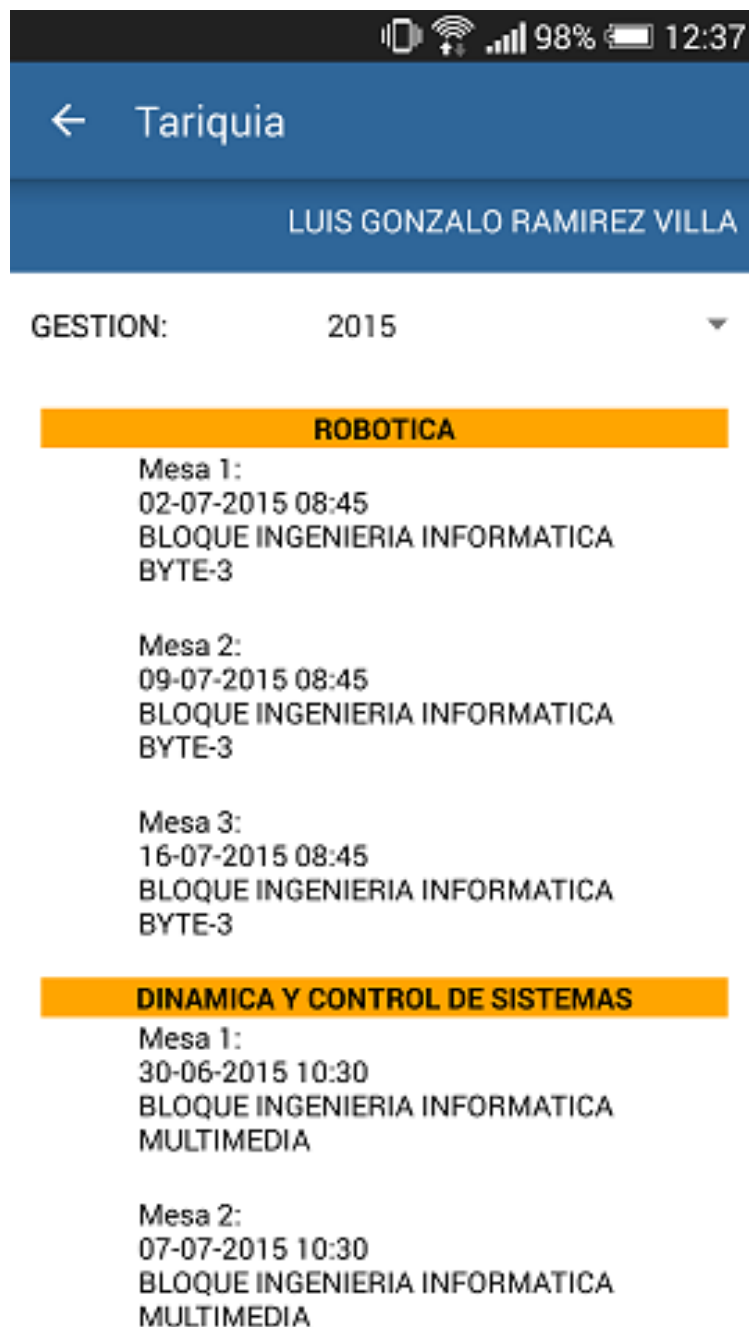 98% 12:37
Tariquia
LUIS GONZALO RAMIREZ VILLA
GESTION: 2015
ROBOTICA
Mesa 1:
02-07-2015 08:45
BLOQUE INGENIERIA INFORMATICA
BYTE-3
Mesa 2:
09-07-2015 08:45
BLOQUE INGENIERIA INFORMATICA
BYTE-3
Mesa 3:
16-07-2015 08:45
BLOQUE INGENIERIA INFORMATICA
BYTE-3
DINAMICA Y CONTROL DE SISTEMAS
Mesa 1:
30-06-2015 10:30
BLOQUE INGENIERIA INFORMATICA
MULTIMEDIA
Mesa 2:
07-07-2015 10:30
BLOQUE INGENIERIA INFORMATICA
MULTIMEDIA